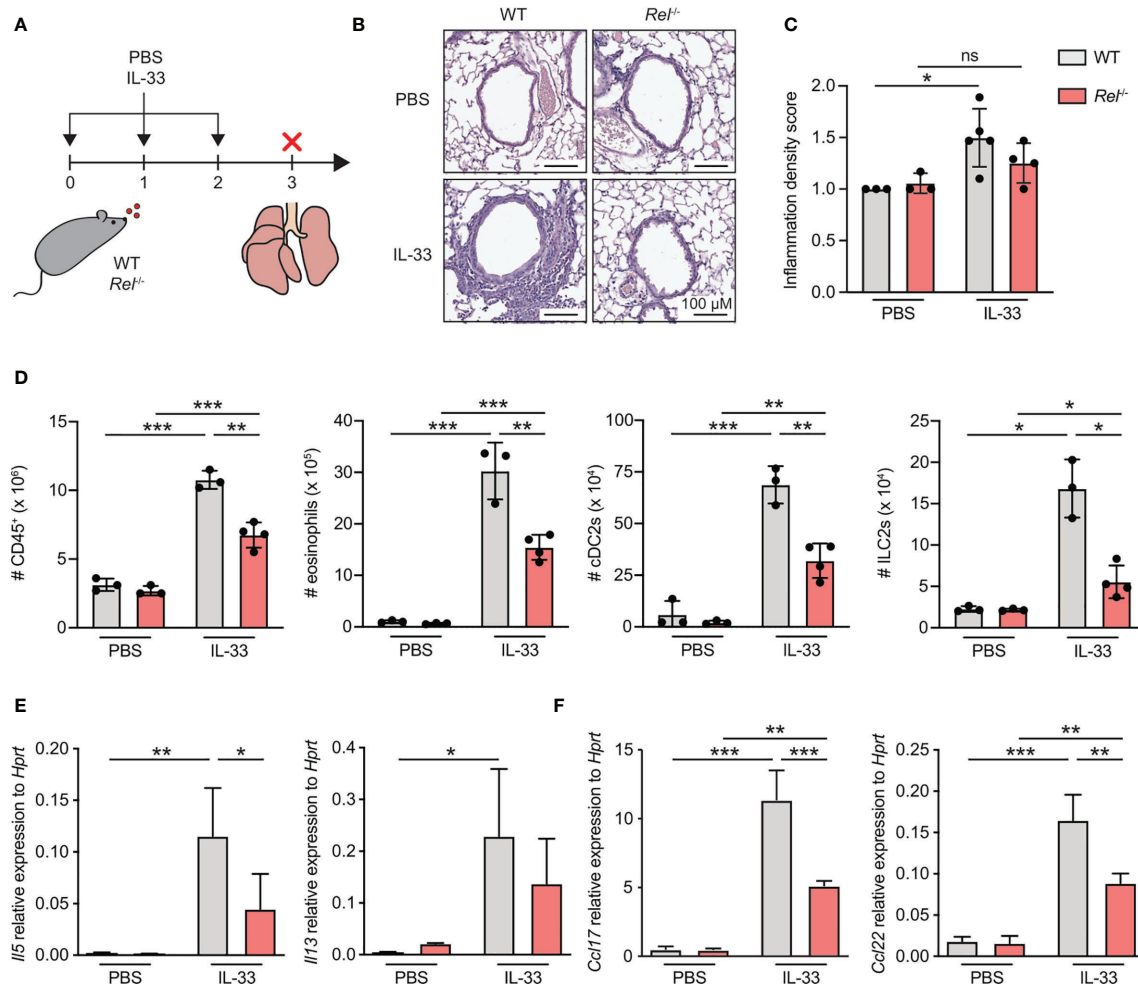 A
PBS
IL-33
0
1
2
3
WT
Rel-/-
B
WT
Rel-/-
PBS
IL-33
100 µM
C
Inflammation density score
2.0
1.5
1.0
0.5
0.0
*
ns
PBS
IL-33
WT
Rel-/-
D
# CD45+ (x 10⁶)
15
10
5
0
***
***
**
PBS
IL-33
# eosinophils (x 10⁵)
40
30
20
10
0
***
***
**
PBS
IL-33
# cDC2s (x 10⁴)
100
75
50
25
0
**
***
**
PBS
IL-33
# ILC2s (x 10⁴)
25
20
15
10
5
0
*
*
*
PBS
IL-33
E
Il5 relative expression to Hprt
0.20
0.15
0.10
0.05
0.00
**
*
PBS
IL-33
Il13 relative expression to Hprt
0.4
0.3
0.2
0.1
0.0
*
PBS
IL-33
F
Ccl17 relative expression to Hprt
15
10
5
0
**
***
***
PBS
IL-33
Ccl22 relative expression to Hprt
0.25
0.20
0.15
0.10
0.05
0.00
**
***
**
PBS
IL-33